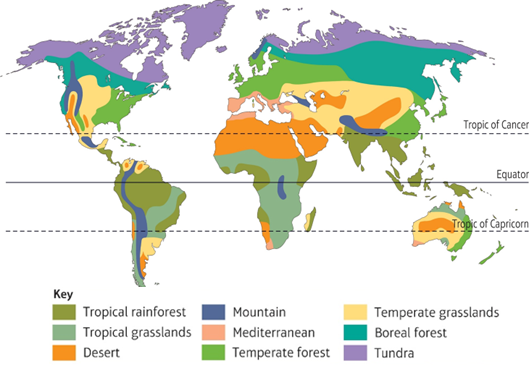 Tropic of Cancer
Equator
Tropic of Capricorn
Key
Tropical rainforest
Mountain
Temperate grasslands
Tropical grasslands
Mediterranean
Boreal forest
Desert
Temperate forest
Tundra